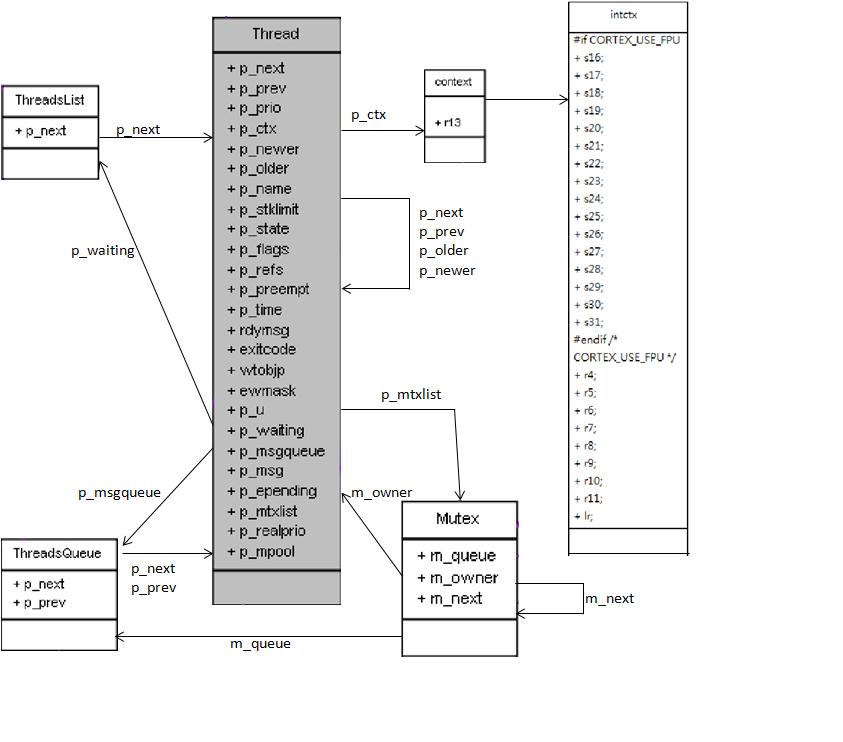 ThreadsList
+ p_next
p_next
p_waiting
p_msgqueue
ThreadsQueue
+ p_next
+ p_prev
p_next
p_prev
Thread
+ p_next
+ p_prev
+ p_prio
+ p_ctx
+ p_newer
+ p_older
+ p_name
+ p_stklimit
+ p_state
+ p_flags
+ p_refs
+ p_preempt
+ p_time
+ rdymsg
+ exitcode
+ wtobjp
+ ewmask
+ p_u
+ p_waiting
+ p_msgqueue
+ p_msg
+ p_epending
+ p_mtxlist
+ p_realprio
+ p_mpool
p_ctx
context
+ r13
p_next
p_prev
p_older
p_newer
p_mtxlist
m_owner
Mutex
+ m_queue
+ m_owner
+ m_next
m_next
m_queue
intctx
#if CORTEX_USE_FPU
+ s16;
+ s17;
+ s18;
+ s19;
+ s20;
+ s21;
+ s22;
+ s23;
+ s24;
+ s25;
+ s26;
+ s27;
+ s28;
+ s29;
+ s30;
+ s31;
#endif /*
CORTEX_USE_FPU */
+ r4;
+ r5;
+ r6;
+ r7;
+ r8;
+ r9;
+ r10;
+ r11;
+ lr;